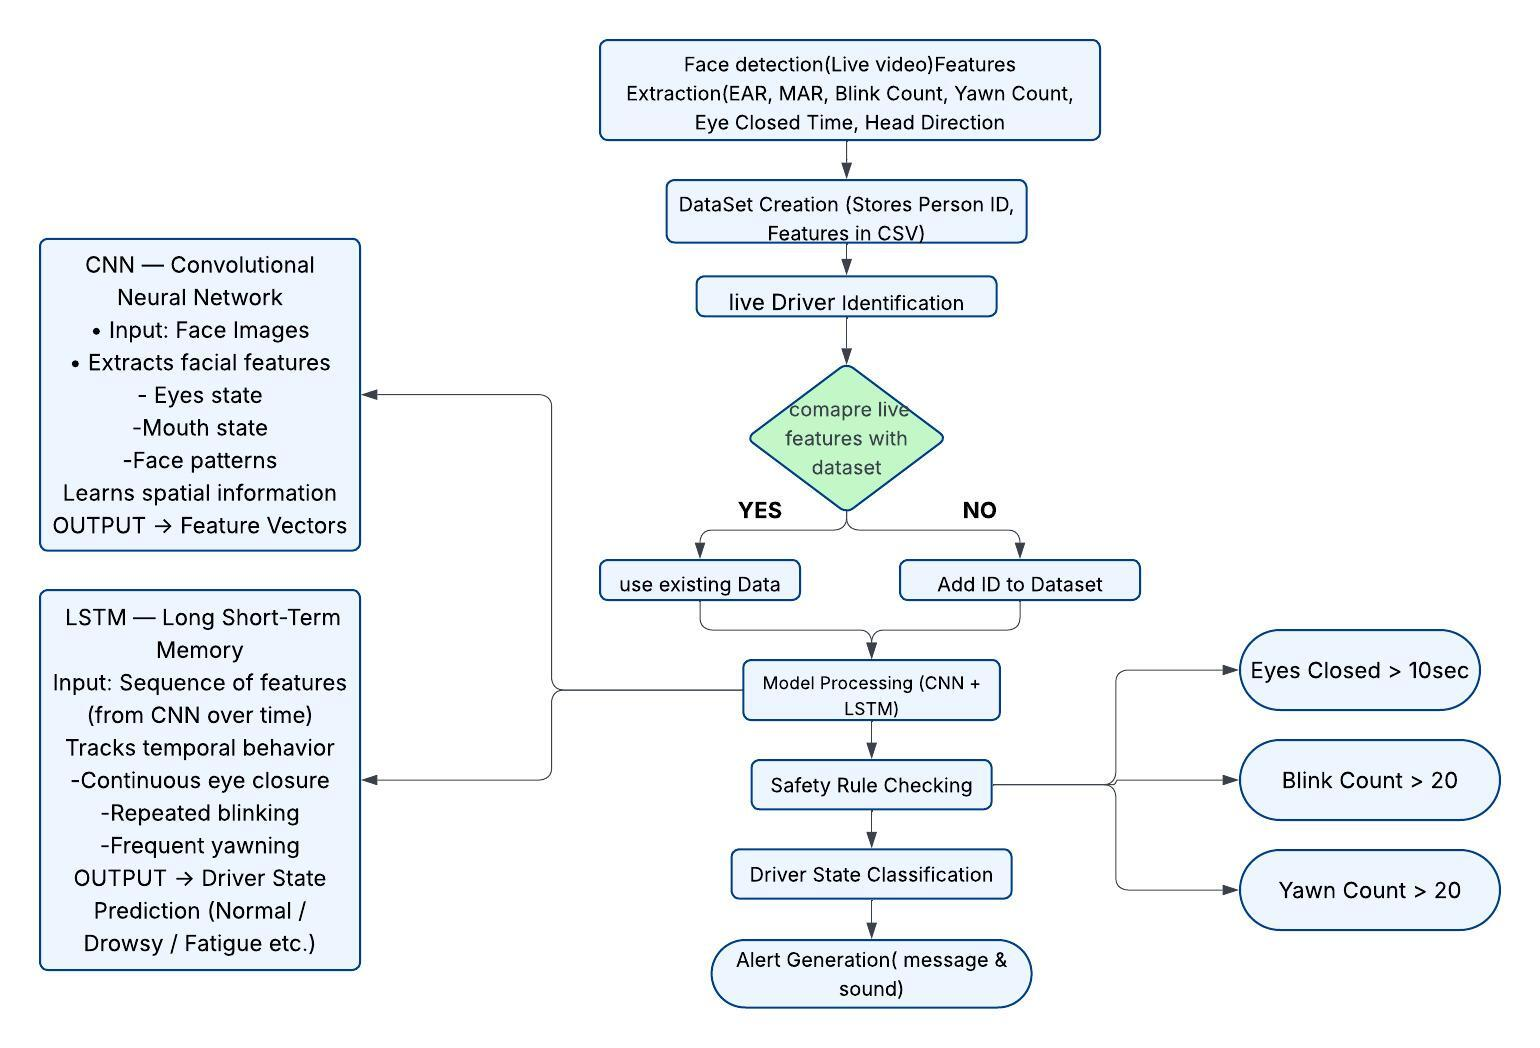 Face detection(Live video)Features
Extraction(EAR, MAR, Blink Count, Yawn Count,
Eye Closed Time, Head Direction
DataSet Creation (Stores Person ID,
Features in CSV)
live Driver Identification
comapre live
features with
dataset
YES
NO
use existing Data
Add ID to Dataset
Model Processing (CNN +
LSTM)
Safety Rule Checking
Driver State Classification
Alert Generation( message &
sound)
CNN — Convolutional
Neural Network
• Input: Face Images
• Extracts facial features
- Eyes state
-Mouth state
-Face patterns
Learns spatial information
OUTPUT → Feature Vectors
LSTM — Long Short-Term
Memory
Input: Sequence of features
(from CNN over time)
Tracks temporal behavior
-Continuous eye closure
-Repeated blinking
-Frequent yawning
OUTPUT → Driver State
Prediction (Normal /
Drowsy / Fatigue etc.)
Eyes Closed > 10sec
Blink Count > 20
Yawn Count > 20